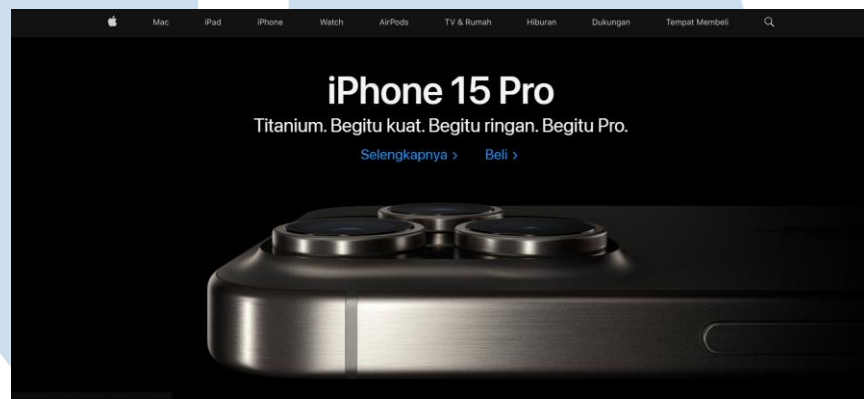 Mac iPad iPhone Watch AirPods TV & Rumah Hiburan Dukungan Tempat Membeli
iPhone 15 Pro
Titanium. Begitu kuat. Begitu ringan. Begitu Pro.
Selengkapnya > Beli >